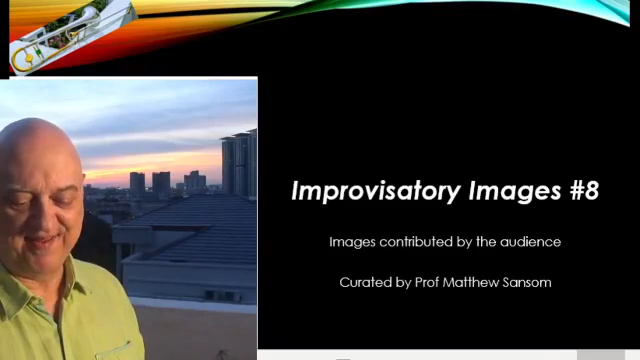 Improvisatory Images #8
Images contributed by the audience
Curated by Prof Matthew Sansom